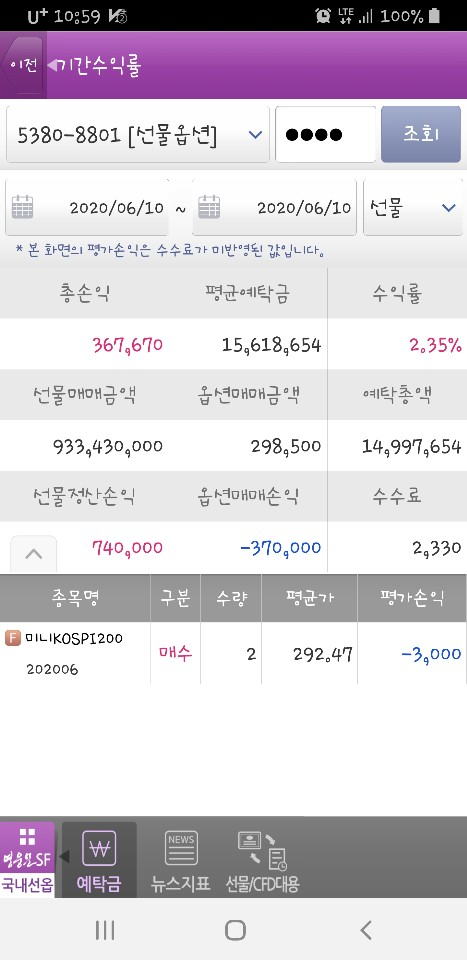 U+ 10:59
LTE 100%
이전 기간수익률
5380-8801 [선물옵션] ●●●● 조회
2020/06/10 ~ 2020/06/10 선물
* 본 화면의 평가손익은 수수료가 미반영된 값입니다.
총손익 평균예탁금 수익률
367,670 15,618,654 2.35%
선물매매금액 옵션매매금액 예탁총액
933,430,000 298,500 14,997,654
선물정산손익 옵션매매손익 수수료
740,000 -370,000 2,330
종목명 구분 수량 평균가 평가손익
F 미니KOSPI200 매수 2 292.47 -3,000
202006
영웅문SF
국내선옵
₩
예탁금
NEWS
뉴스지표
선물/CFD대용